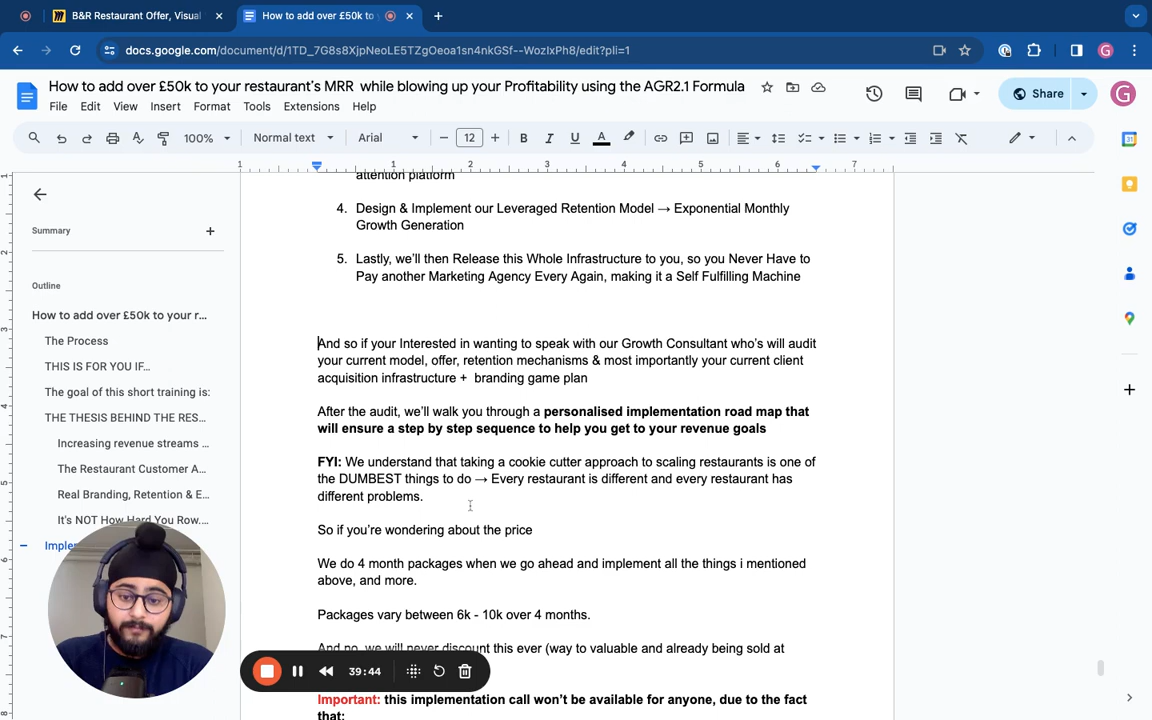 B&R Restaurant Offer, Visual
How to add over £50k to
docs.google.com/document/d/1TD_7G8s8XjpNeoLE5TZgOeoa1sn4nkGSf--WozIxPh8/edit?pli=1
G
How to add over £50k to your restaurant's MRR while blowing up your Profitability using the AGR2.1 Formula
File Edit View Insert Format Tools Extensions Help
Share
G
100% Normal text Arial 12 B I U A
1 1 2 3 4 5 6 7
attention platform
4. Design & Implement our Leveraged Retention Model → Exponential Monthly
Growth Generation
5. Lastly, we'll then Release this Whole Infrastructure to you, so you Never Have to
Pay another Marketing Agency Every Again, making it a Self Fulfilling Machine
Summary
Outline
How to add over £50k to your r...
The Process
THIS IS FOR YOU IF...
The goal of this short training is:
THE THESIS BEHIND THE RES...
Increasing revenue streams ...
The Restaurant Customer A...
Real Branding, Retention & E...
It's NOT How Hard You Row....
Imple
And so if your Interested in wanting to speak with our Growth Consultant who's will audit
your current model, offer, retention mechanisms & most importantly your current client
acquisition infrastructure + branding game plan
After the audit, we'll walk you through a personalised implementation road map that
will ensure a step by step sequence to help you get to your revenue goals
FYI: We understand that taking a cookie cutter approach to scaling restaurants is one of
the DUMBEST things to do → Every restaurant is different and every restaurant has
different problems.
So if you're wondering about the price
We do 4 month packages when we go ahead and implement all the things i mentioned
above, and more.
Packages vary between 6k - 10k over 4 months.
And no, we will never discount this ever (way to valuable and already being sold at
39:44
Important: this implementation call won't be available for anyone, due to the fact
that: